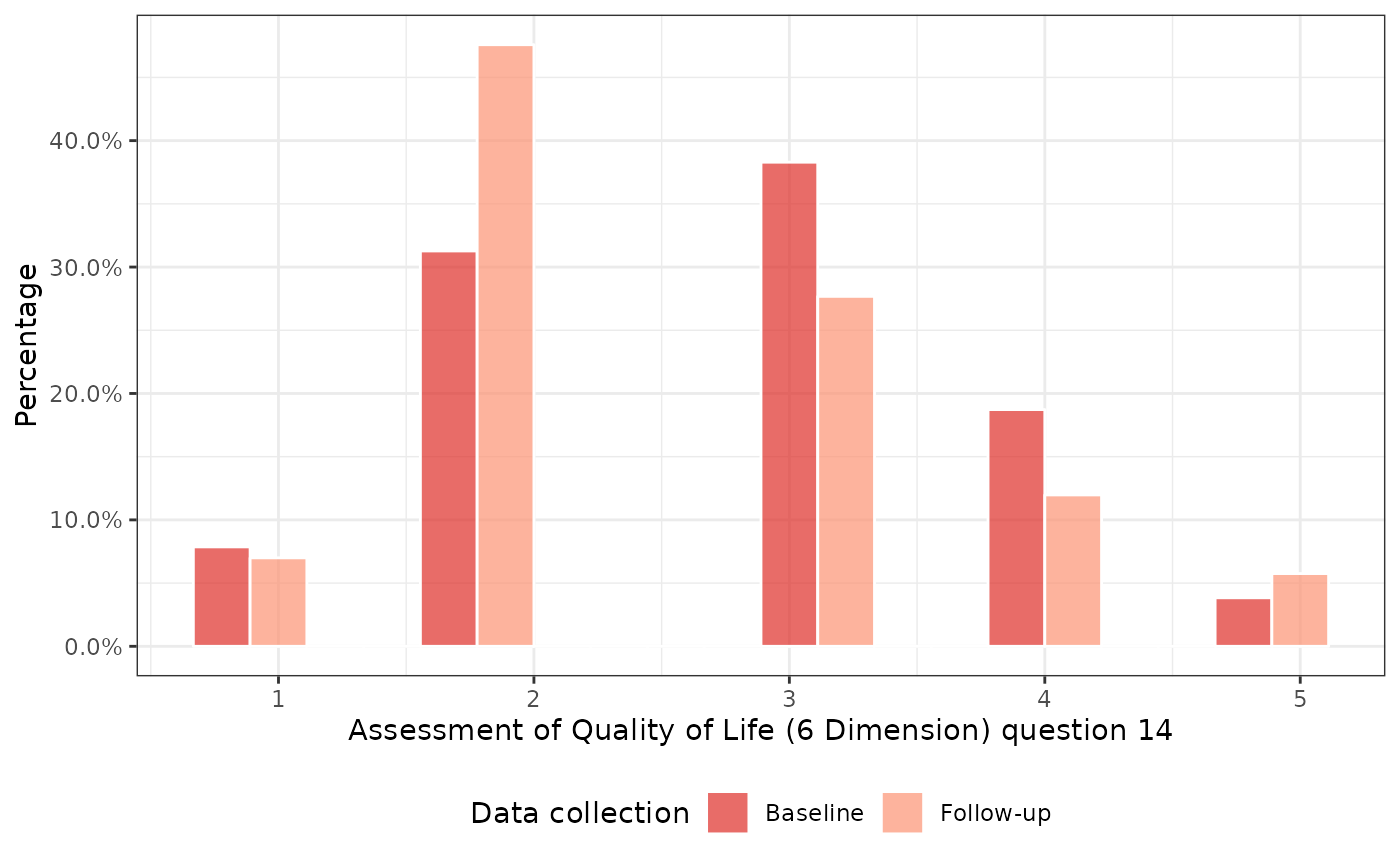 Percentage
40.0%
30.0%
20.0%
10.0%
0.0%
1 2 3 4 5
Assessment of Quality of Life (6 Dimension) question 14
Data collection Baseline Follow-up